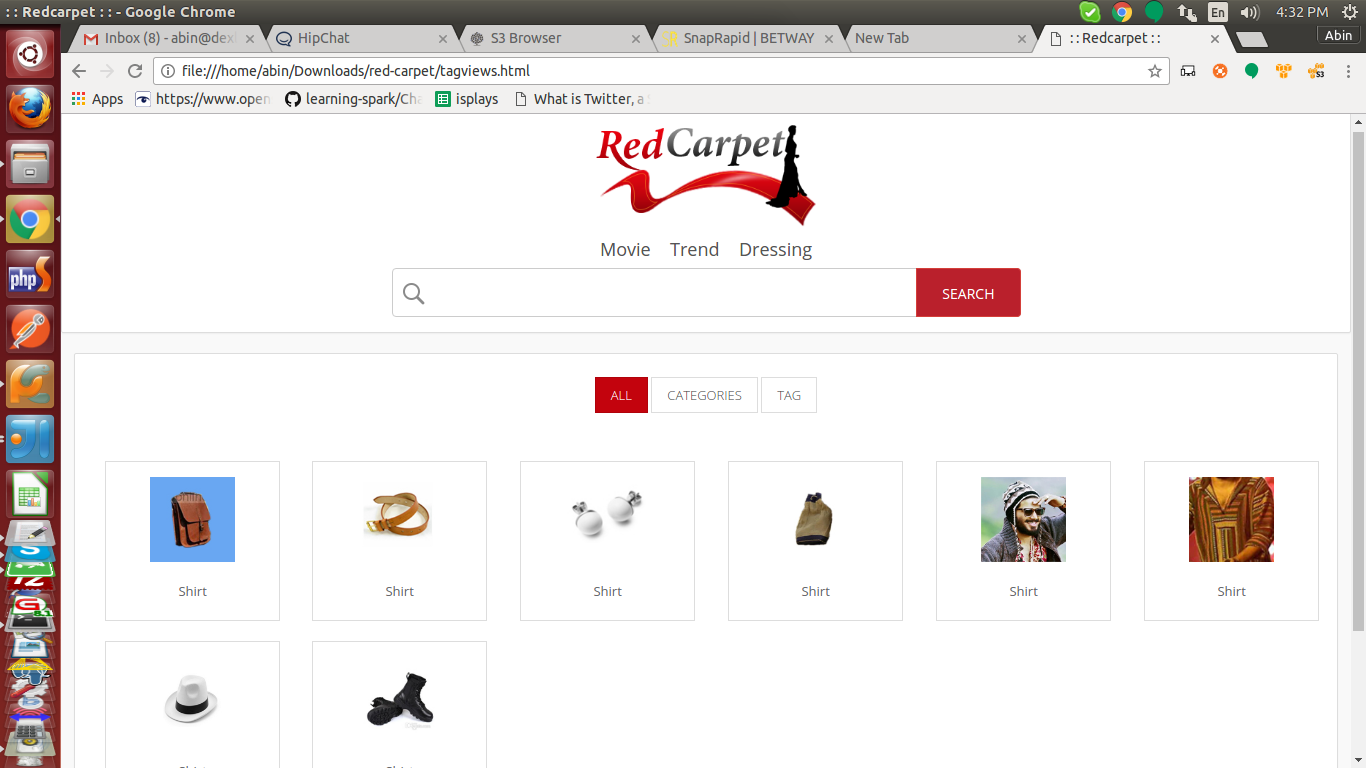 : : Redcarpet : : - Google Chrome
En
4:32 PM
Inbox (8) - abin@dex
HipChat
S3 Browser
SnapRapid | BETWAY
New Tab
: : Redcarpet : :
Abin
file:///home/abin/Downloads/red-carpet/tagviews.html
S3
Apps
https://www.open
learning-spark/Cha
isplays
What is Twitter, a
RedCarpet
Movie
Trend
Dressing
SEARCH
ALL
CATEGORIES
TAG
php
Shirt
Shirt
Shirt
Shirt
Shirt
Shirt